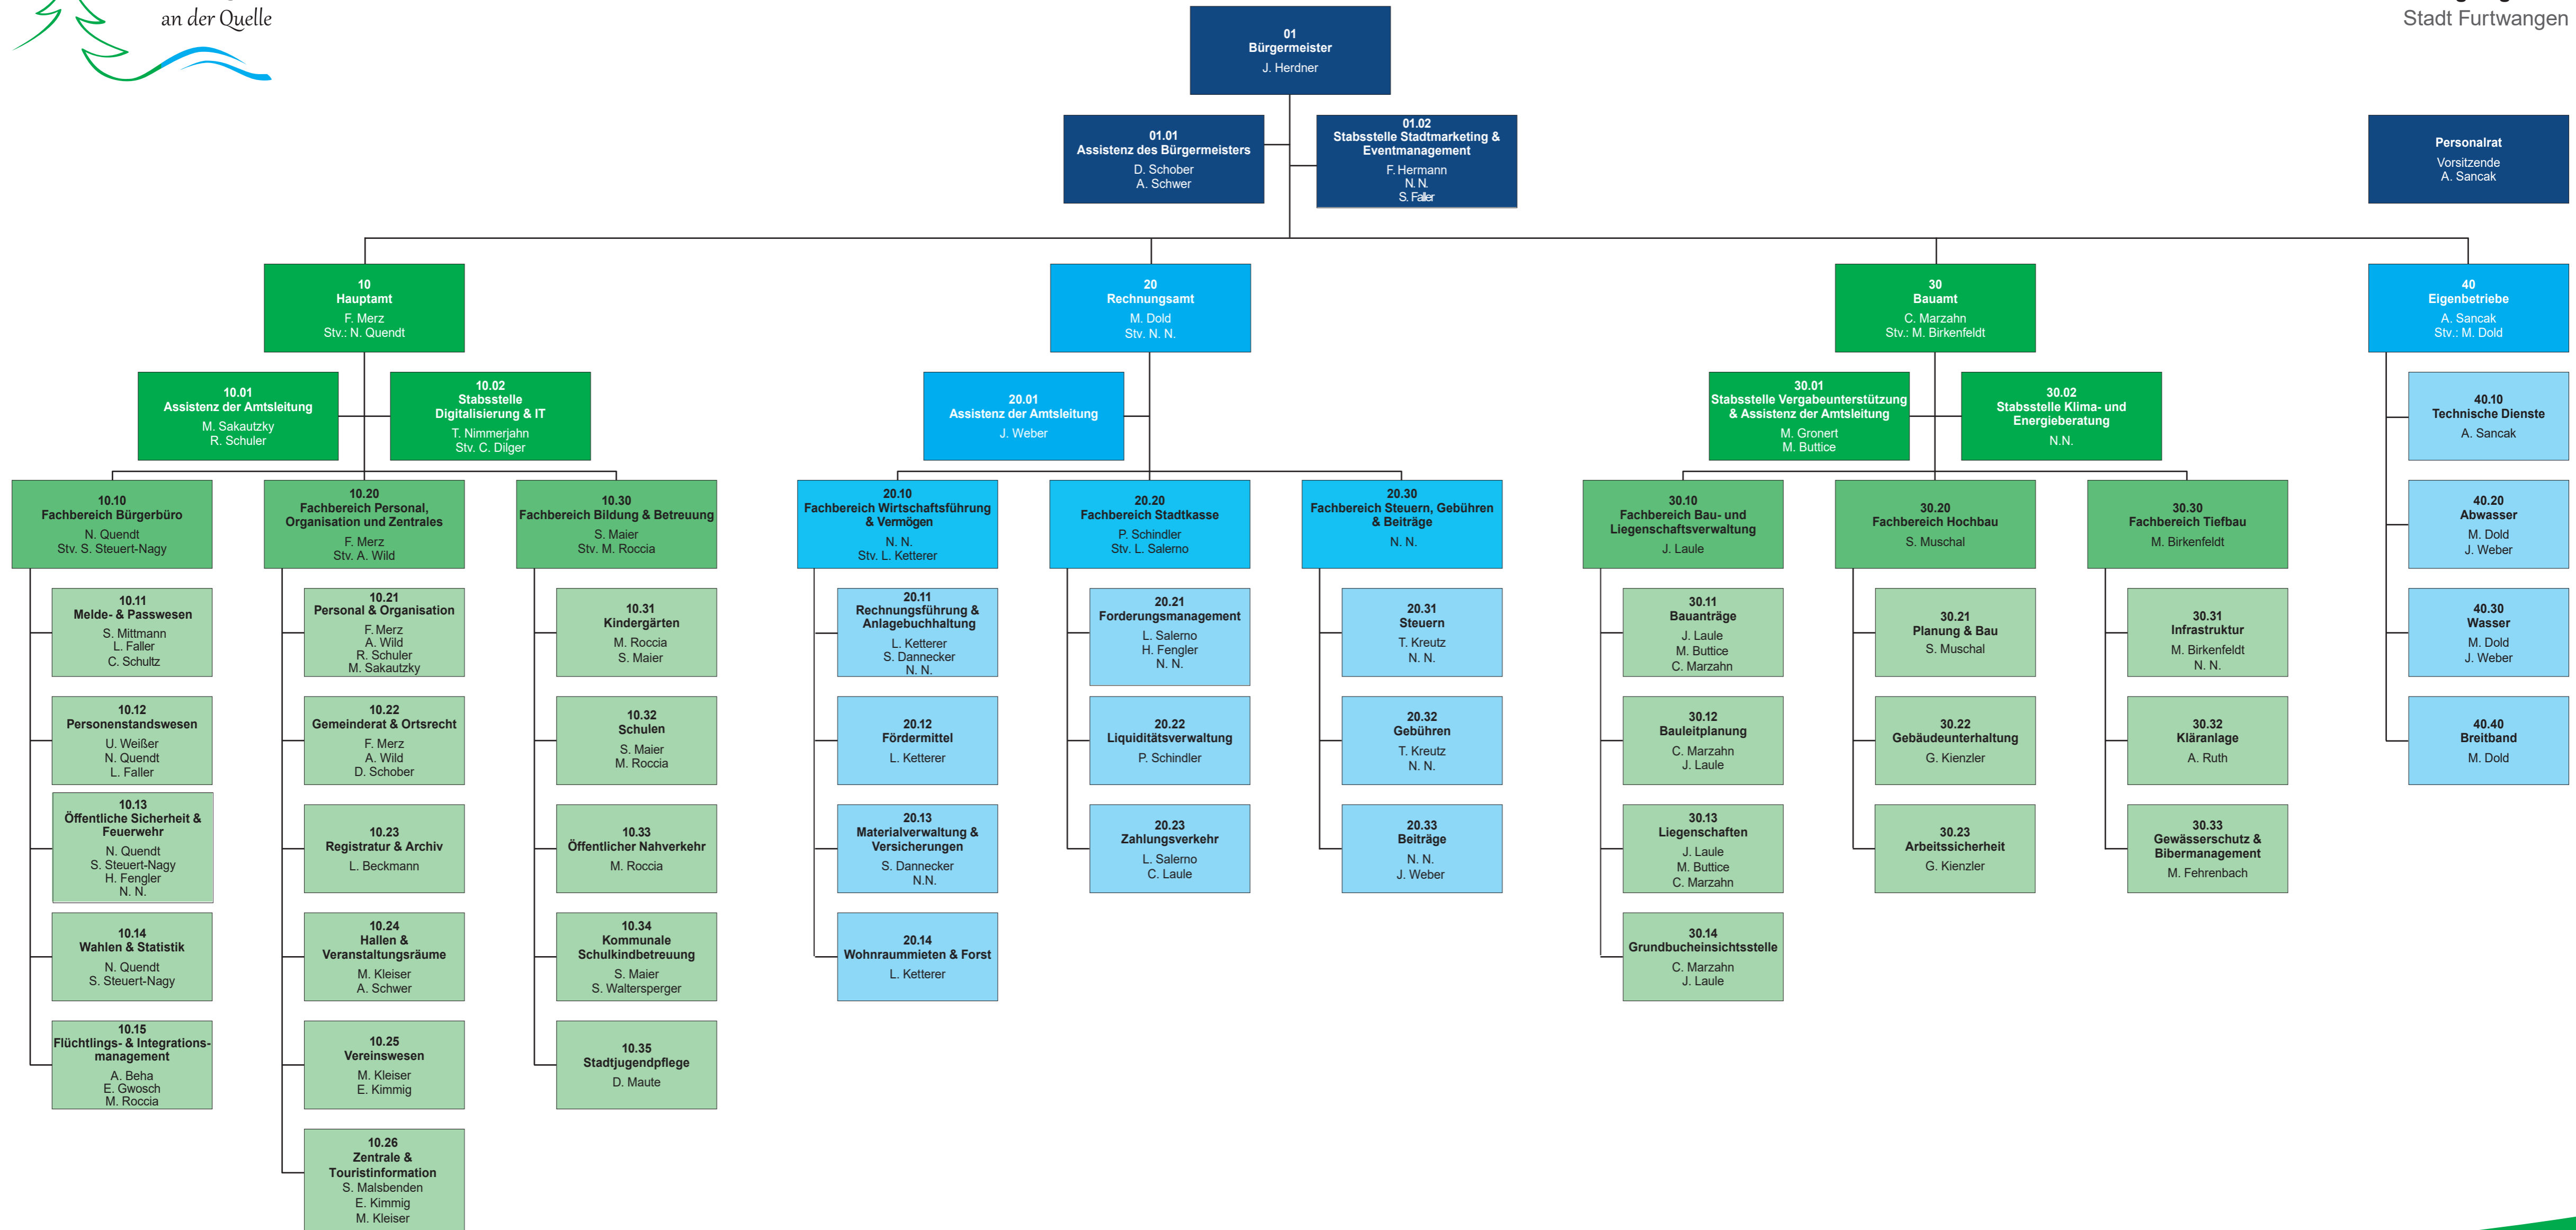 an der Quelle
Stadt Furtwangen
01
Bürgermeister
J. Herdner
01.01
Assistenz des Bürgermeisters
D. Schober
A. Schwer
01.02
Stabsstelle Stadtmarketing &
Eventmanagement
F. Hermann
N. N.
S. Faller
Personalrat
Vorsitzende
A. Sancak
10
Hauptamt
F. Merz
Stv.: N. Quendt
20
Rechnungsamt
M. Dold
Stv. N. N.
30
Bauamt
C. Marzahn
Stv.: M. Birkenfeldt
40
Eigenbetriebe
A. Sancak
Stv.: M. Dold
10.01
Assistenz der Amtsleitung
M. Sakautzky
R. Schuler
10.02
Stabsstelle
Digitalisierung & IT
T. Nimmerjahn
Stv. C. Dilger
20.01
Assistenz der Amtsleitung
J. Weber
30.01
Stabsstelle Vergabeunterstützung
& Assistenz der Amtsleitung
M. Gronert
M. Buttice
30.02
Stabsstelle Klima- und
Energieberatung
N.N.
10.10
Fachbereich Bürgerbüro
N. Quendt
Stv. S. Steuert-Nagy
10.11
Melde- & Passwesen
S. Mittmann
L. Faller
C. Schultz
10.12
Personenstandswesen
U. Weißer
N. Quendt
L. Faller
10.13
Öffentliche Sicherheit &
Feuerwehr
N. Quendt
S. Steuert-Nagy
H. Fengler
N. N.
10.14
Wahlen & Statistik
N. Quendt
S. Steuert-Nagy
10.15
Flüchtlings- & Integrations-
management
A. Beha
E. Gwosch
M. Roccia
10.20
Fachbereich Personal,
Organisation und Zentrales
F. Merz
Stv. A. Wild
10.21
Personal & Organisation
F. Merz
A. Wild
R. Schuler
M. Sakautzky
10.22
Gemeinderat & Ortsrecht
F. Merz
A. Wild
D. Schober
10.23
Registratur & Archiv
L. Beckmann
10.24
Hallen &
Veranstaltungsräume
M. Kleiser
A. Schwer
10.25
Vereinswesen
M. Kleiser
E. Kimmig
10.26
Zentrale &
Touristinformation
S. Malsbenden
E. Kimmig
M. Kleiser
10.30
Fachbereich Bildung & Betreuung
S. Maier
Stv. M. Roccia
10.31
Kindergärten
M. Roccia
S. Maier
10.32
Schulen
S. Maier
M. Roccia
10.33
Öffentlicher Nahverkehr
M. Roccia
10.34
Kommunale
Schulkindbetreuung
S. Maier
S. Waltersperger
10.35
Stadtjugendpflege
D. Maute
20.10
Fachbereich Wirtschaftsführung
& Vermögen
N. N.
Stv. L. Ketterer
20.11
Rechnungsführung &
Anlagebuchhaltung
L. Ketterer
S. Dannecker
N. N.
20.12
Fördermittel
L. Ketterer
20.13
Materialverwaltung &
Versicherungen
S. Dannecker
N.N.
20.14
Wohnraummieten & Forst
L. Ketterer
20.20
Fachbereich Stadtkasse
P. Schindler
Stv. L. Salerno
20.21
Forderungsmanagement
L. Salerno
H. Fengler
N. N.
20.22
Liquiditätsverwaltung
P. Schindler
20.23
Zahlungsverkehr
L. Salerno
C. Laule
20.30
Fachbereich Steuern, Gebühren
& Beiträge
N. N.
20.31
Steuern
T. Kreutz
N. N.
20.32
Gebühren
T. Kreutz
N. N.
20.33
Beiträge
N. N.
J. Weber
30.10
Fachbereich Bau- und
Liegenschaftsverwaltung
J. Laule
30.11
Bauanträge
J. Laule
M. Buttice
C. Marzahn
30.12
Bauleitplanung
C. Marzahn
J. Laule
30.13
Liegenschaften
J. Laule
M. Buttice
C. Marzahn
30.14
Grundbucheinsichtsstelle
C. Marzahn
J. Laule
30.20
Fachbereich Hochbau
S. Muschal
30.21
Planung & Bau
S. Muschal
30.22
Gebäudeunterhaltung
G. Kienzler
30.23
Arbeitssicherheit
G. Kienzler
30.30
Fachbereich Tiefbau
M. Birkenfeldt
30.31
Infrastruktur
M. Birkenfeldt
N. N.
30.32
Kläranlage
A. Ruth
30.33
Gewässerschutz &
Bibermanagement
M. Fehrenbach
40.10
Technische Dienste
A. Sancak
40.20
Abwasser
M. Dold
J. Weber
40.30
Wasser
M. Dold
J. Weber
40.40
Breitband
M. Dold